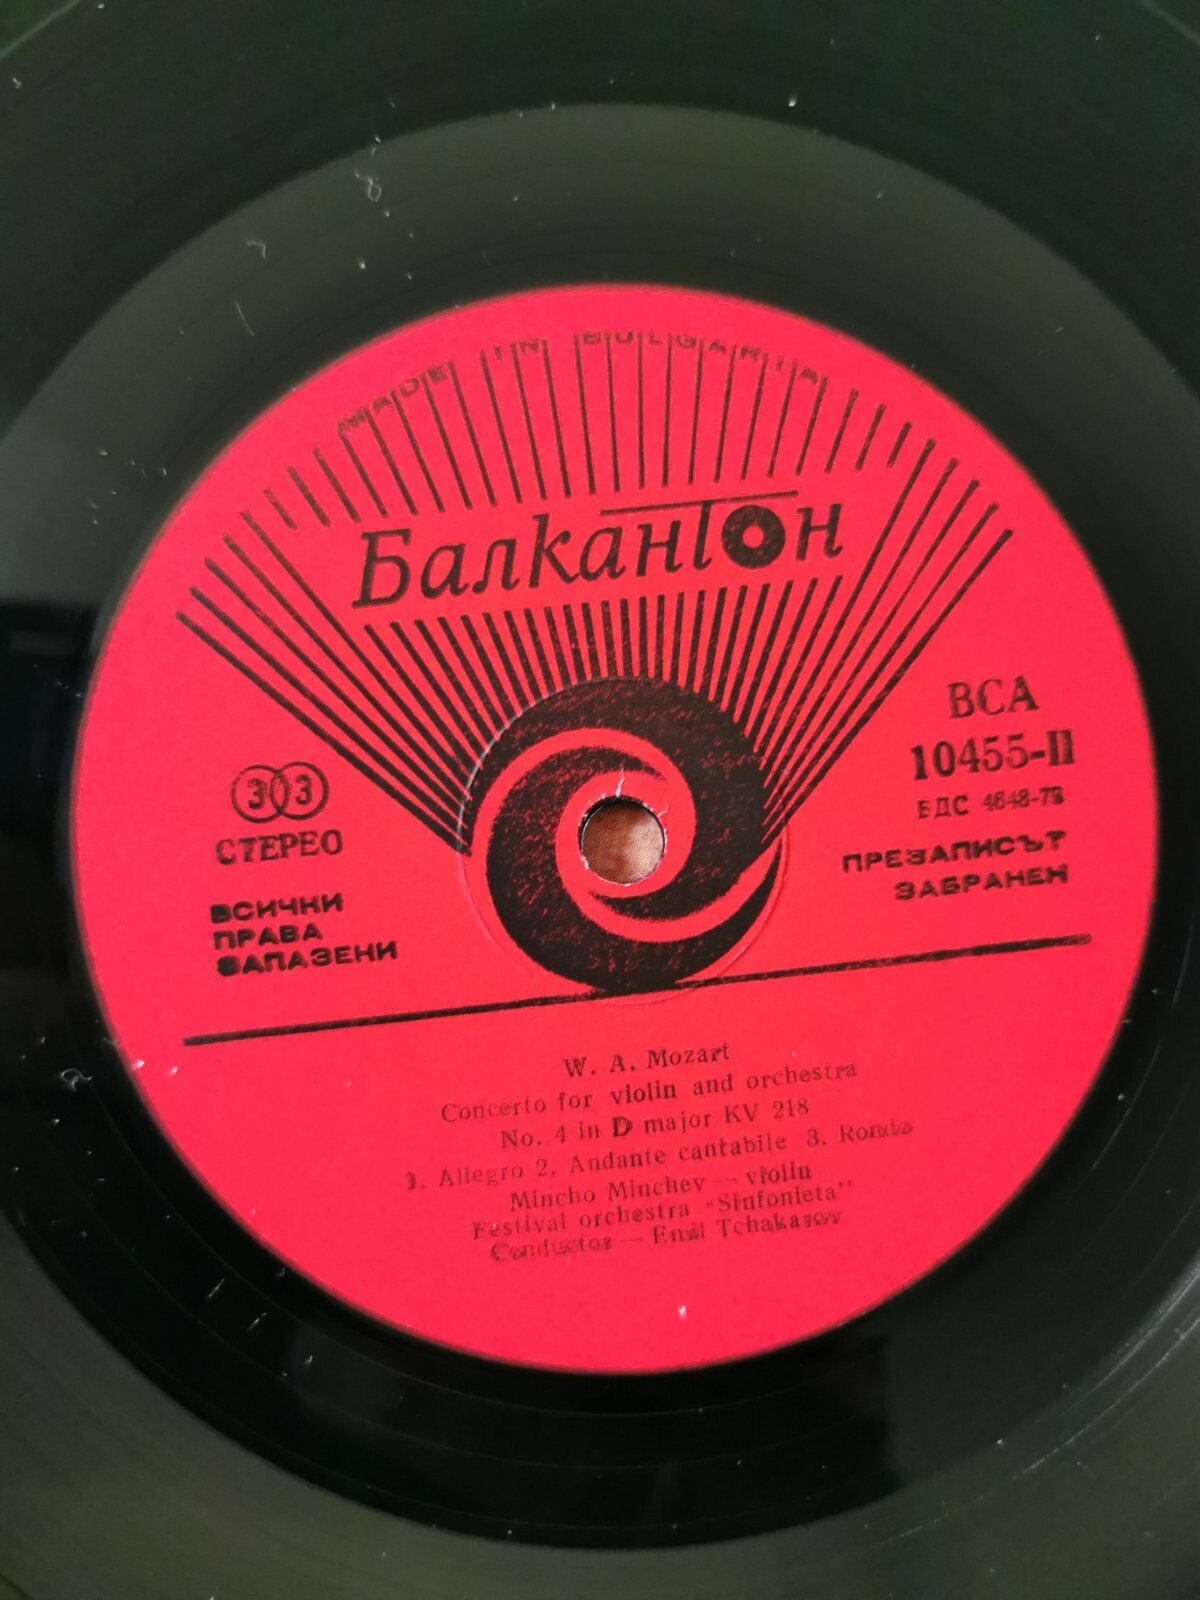 MADE IN BULGARIA
Балкантон
33
СТЕРЕО
ВСИЧКИ
ПРАВА
ЗАПАЗЕНИ
ВСА
10455-II
БДС 4648-73
ПРЕЗАПИСЪТ
ЗАБРАНЕН
W. A. Mozart
Concerto for violin and orchestra
No. 4 in D major KV 218
1. Allegro 2. Andante cantabile 3. Rondo
Mincho Minchev — violin
Festival orchestra "Sinfonieta"
Conductor — Emil Tchakarov